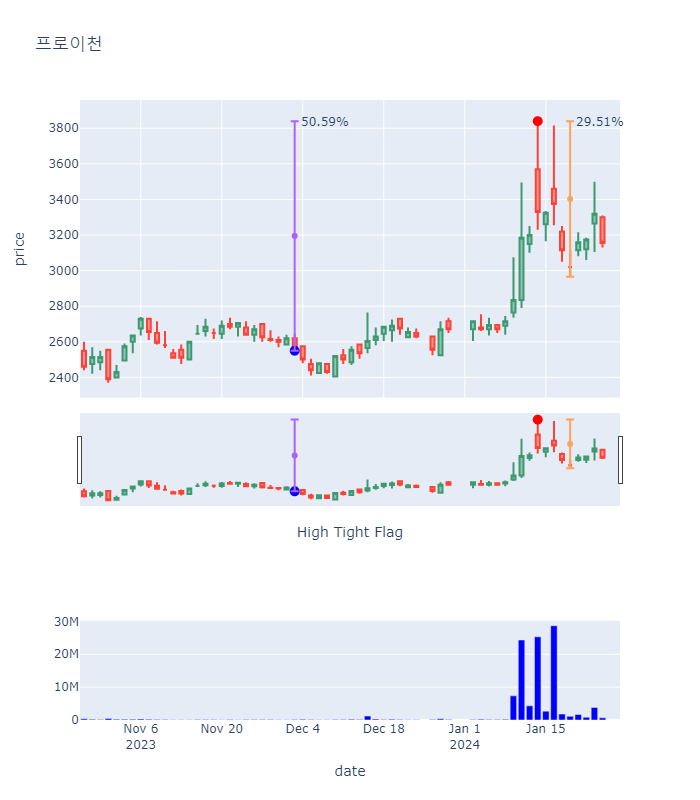 프로이천
50.59%
29.51%
3800
3600
3400
3200
3000
2800
2600
2400
price
High Tight Flag
30M
20M
10M
0
Nov 6
2023
Nov 20
Dec 4
Dec 18
Jan 1
2024
Jan 15
date